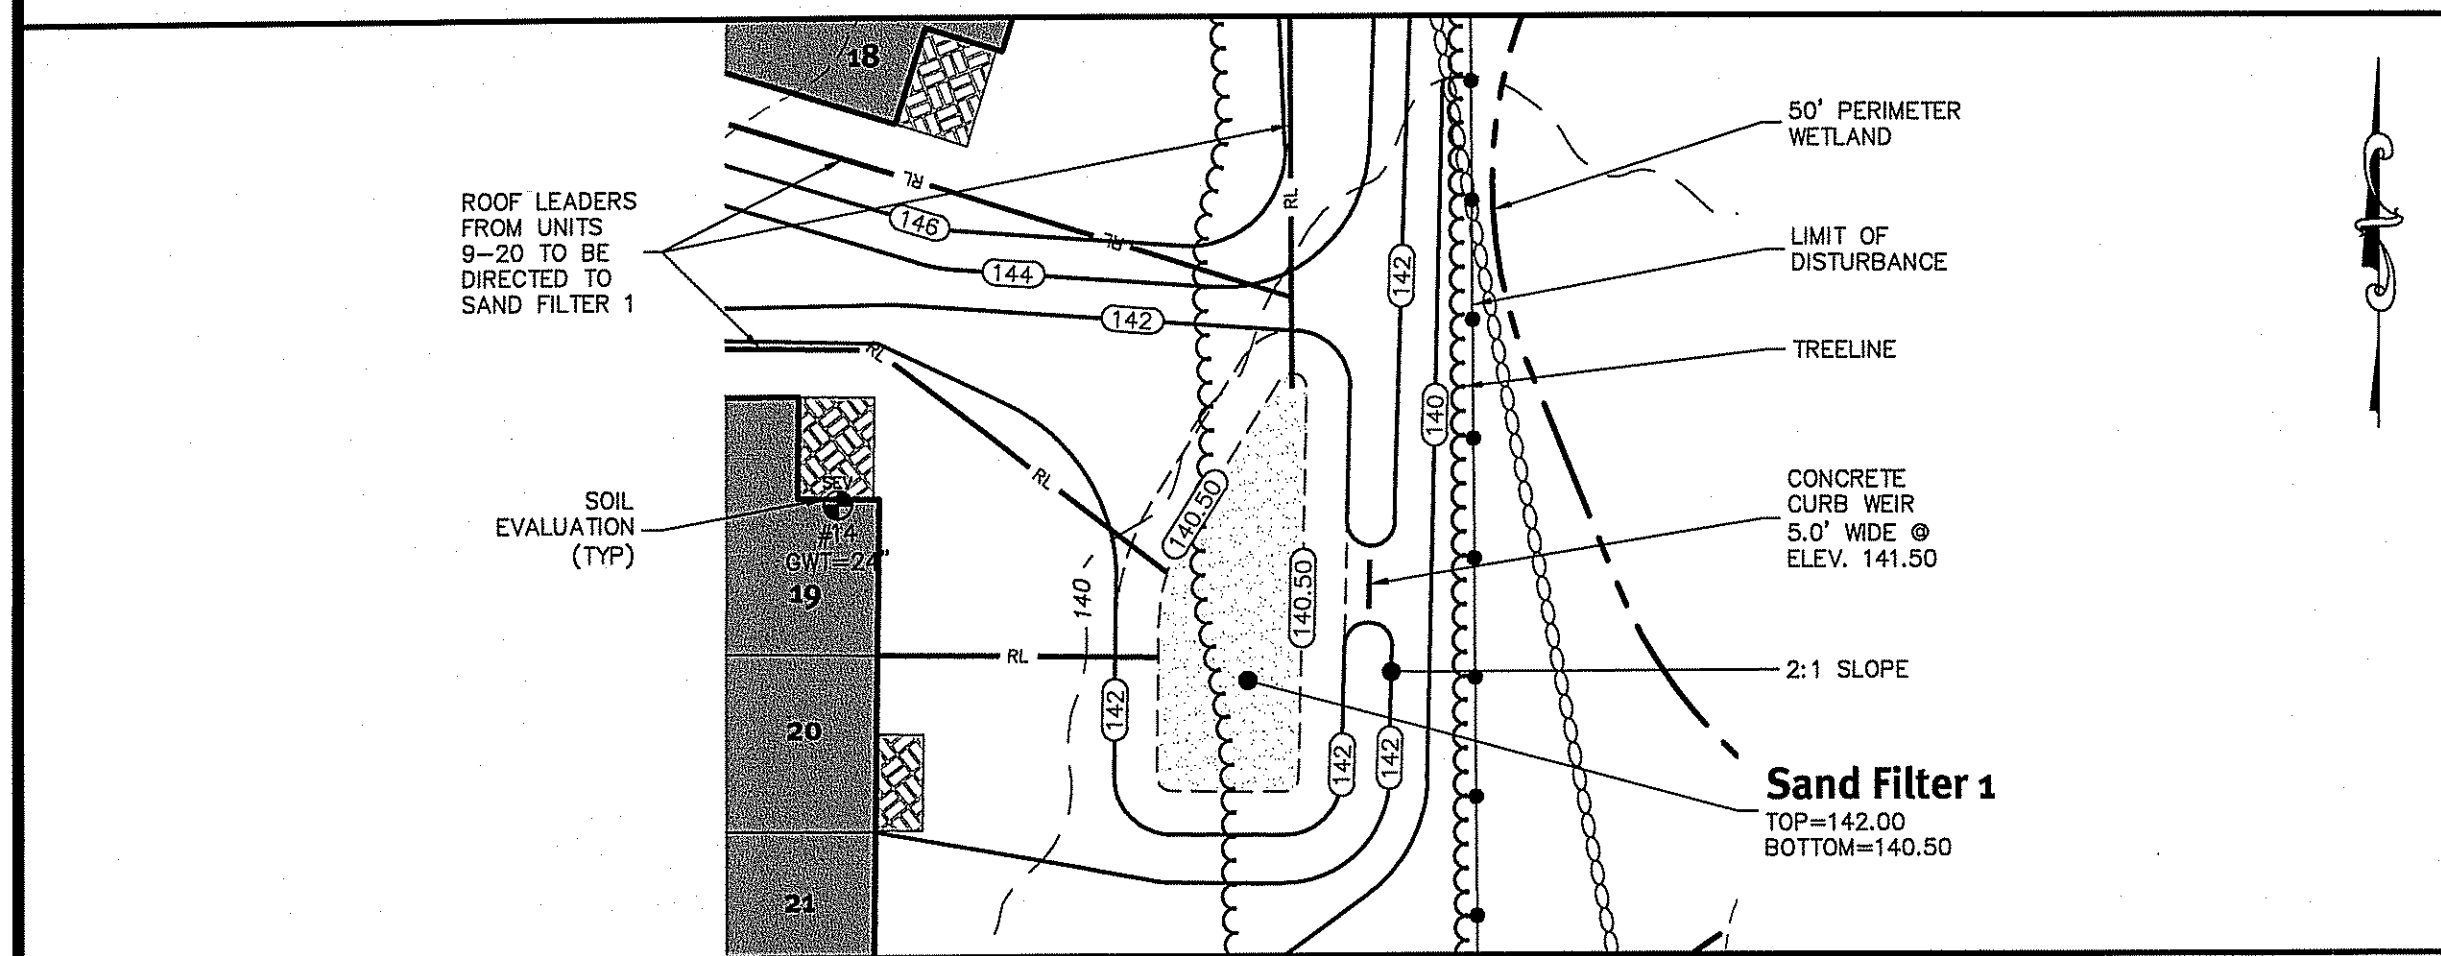 18
50' PERIMETER
WETLAND
ROOF LEADERS
FROM UNITS
9-20 TO BE
DIRECTED TO
SAND FILTER 1
RL
RL
RL
146
144
142
142
LIMIT OF
DISTURBANCE
TREELINE
RL
140
RL
140.50
SEV
#14
GWT=24"
SOIL
EVALUATION
(TYP)
CONCRETE
CURB WEIR
5.0' WIDE @
ELEV. 141.50
140
140.50
19
RL
2:1 SLOPE
142
20
142
142
Sand Filter 1
TOP=142.00
BOTTOM=140.50
21